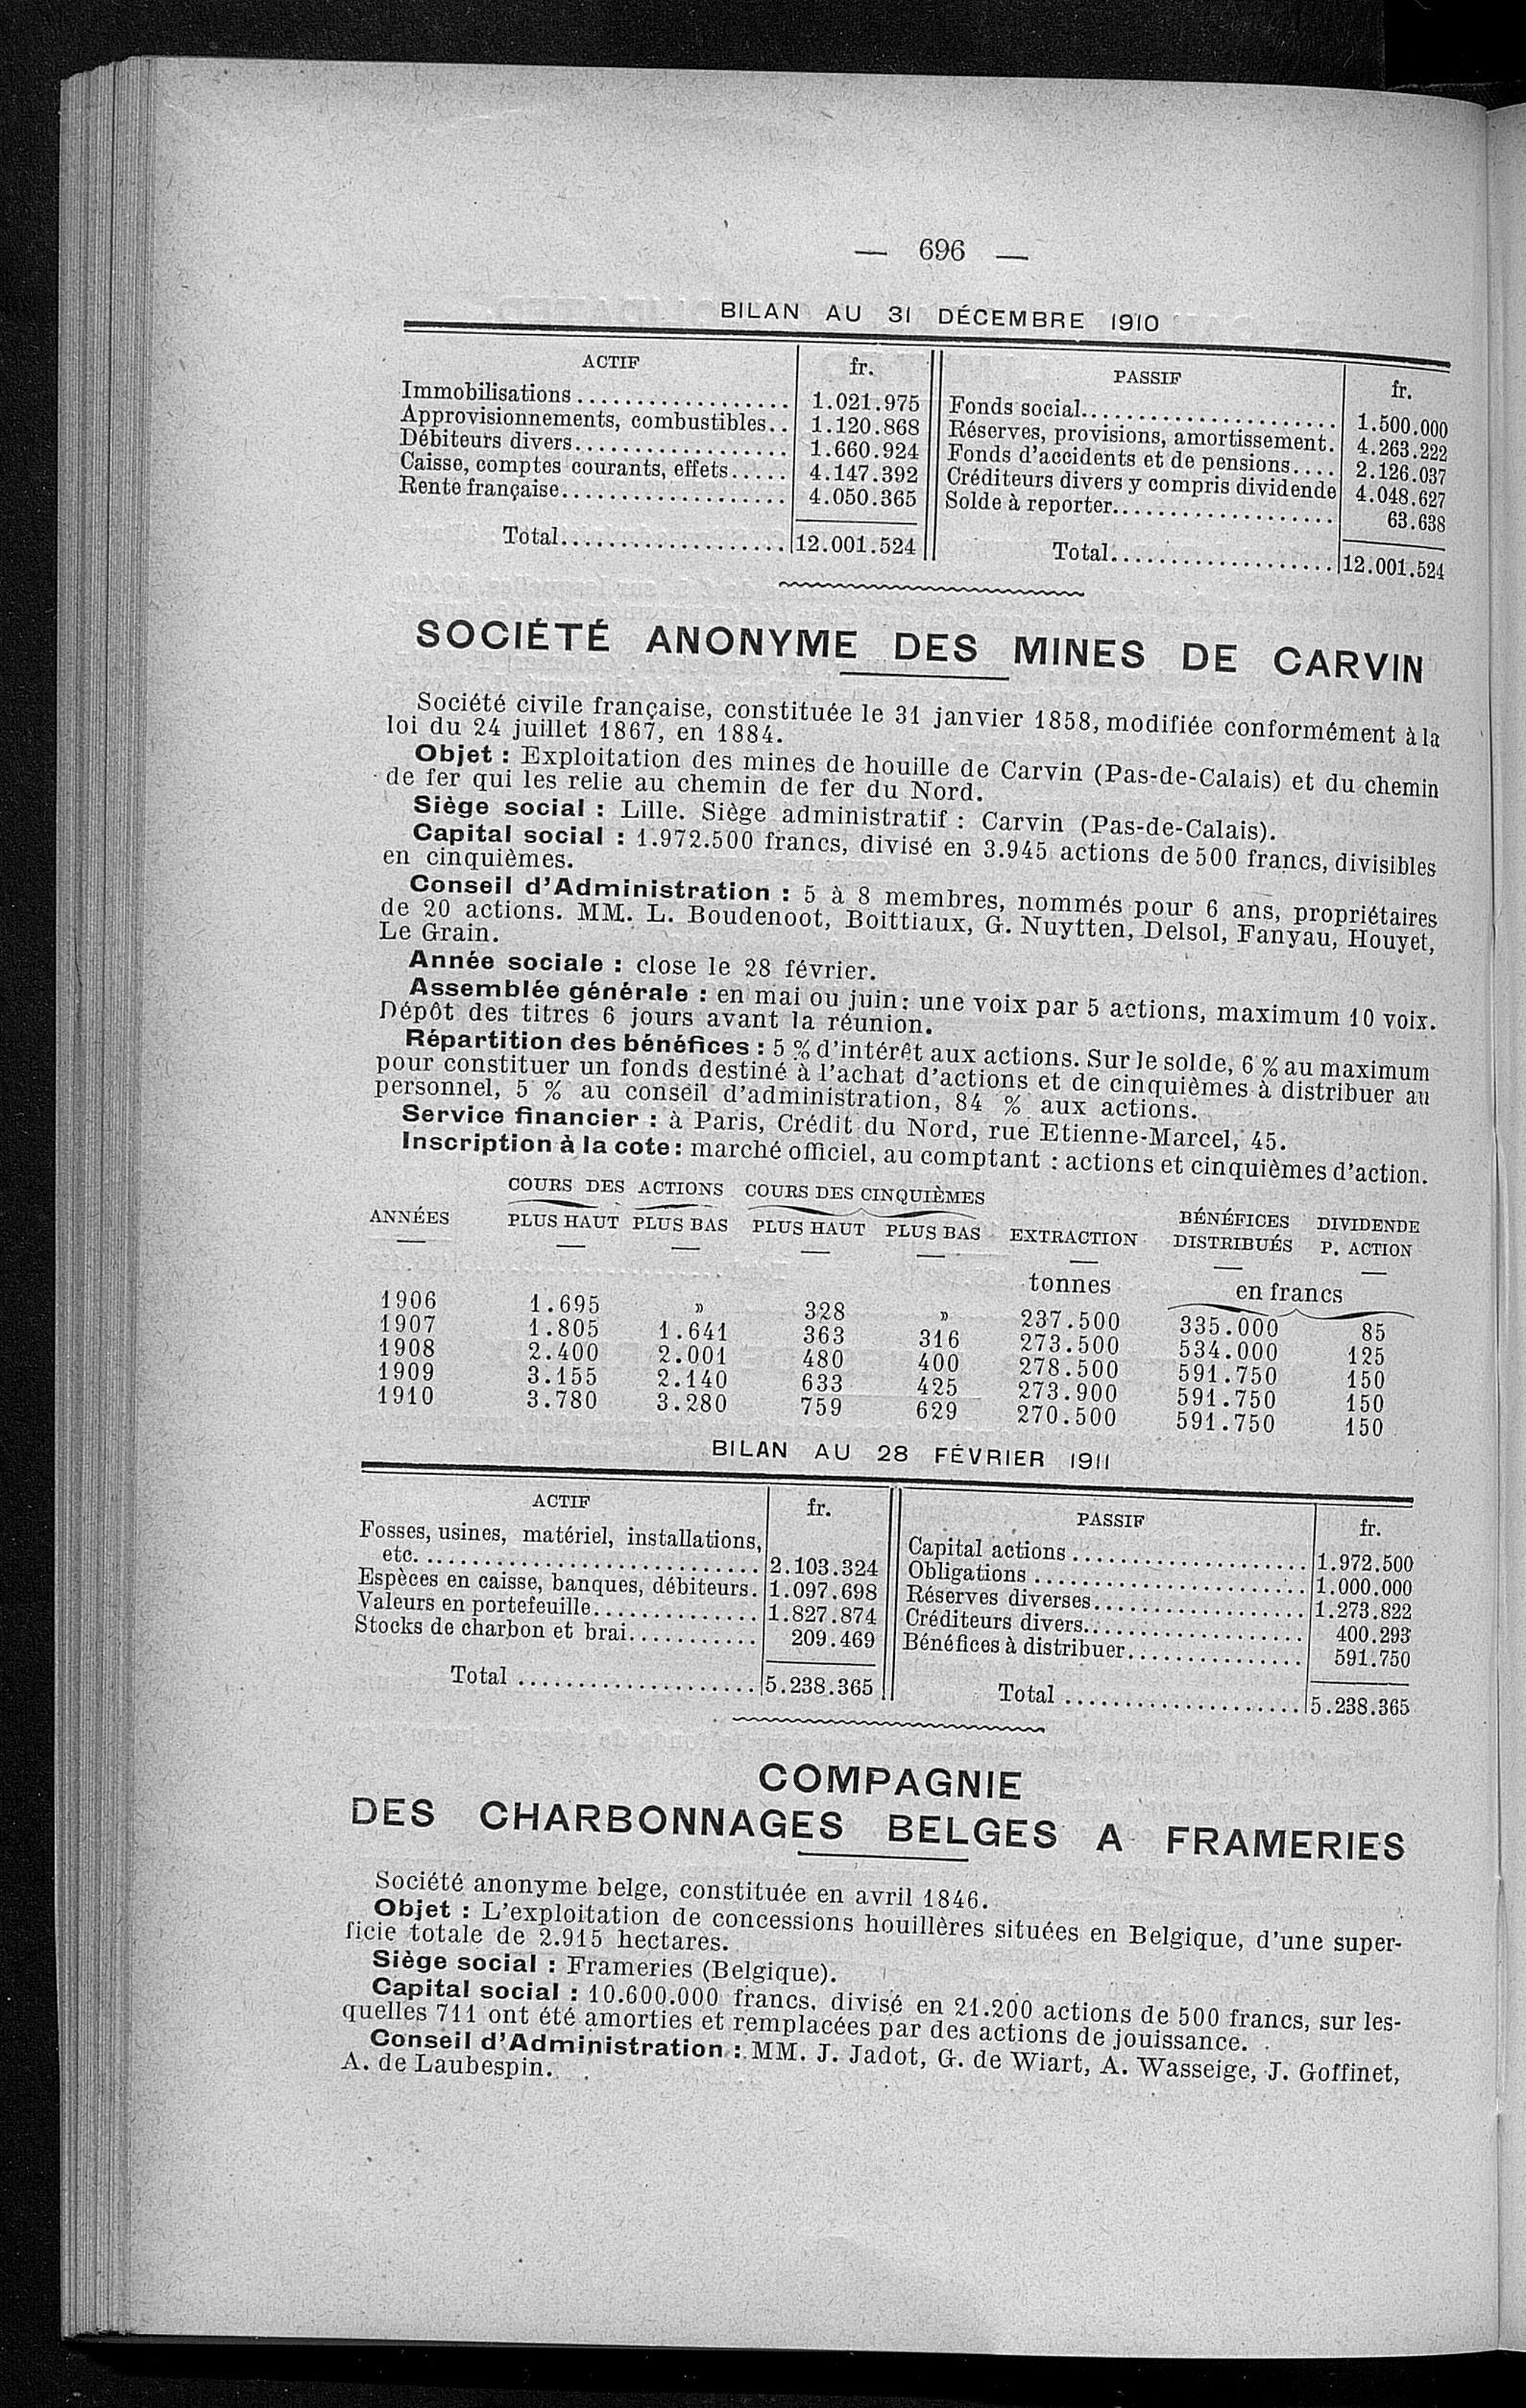 — 696 —
BILAN AU 31 DÉCEMBRE 1910
ACTIF fr. PASSIF fr.
Immobilisations.................. 1.021.975 Fonds social..................... 1.500.000
Approvisionnements, combustibles.. 1.120.868 Réserves, provisions, amortissement. 4.263.222
Débiteurs divers.................. 1.660.924 Fonds d'accidents et de pensions.... 2.126.037
Caisse, comptes courants, effets...... 4.147.392 Créditeurs divers y compris dividende 4.048.627
Rente française................... 4.050.365 Solde à reporter................... 63.638
Total................... 12.001.524 Total................... 12.001.524
SOCIÉTÉ ANONYME DES MINES DE CARVIN
Société civile française, constituée le 31 janvier 1858, modifiée conformément à la
loi du 24 juillet 1867, en 1884.
Objet : Exploitation des mines de houille de Carvin (Pas-de-Calais) et du chemin
de fer qui les relie au chemin de fer du Nord.
Siège social : Lille. Siège administratif : Carvin (Pas-de-Calais).
Capital social : 1.972.500 francs, divisé en 3.945 actions de 500 francs, divisibles
en cinquièmes.
Conseil d'Administration : 5 à 8 membres, nommés pour 6 ans, propriétaires
de 20 actions. MM. L. Boudenoot, Boittiaux, G. Nuytten, Delsol, Fanyau, Houyet,
Le Grain.
Année sociale : close le 28 février.
Assemblée générale : en mai ou juin : une voix par 5 actions, maximum 10 voix.
Dépôt des titres 6 jours avant la réunion.
Répartition des bénéfices : 5 % d'intérêt aux actions. Sur le solde, 6 % au maximum
pour constituer un fonds destiné à l'achat d'actions et de cinquièmes à distribuer au
personnel, 5 % au conseil d'administration, 84 % aux actions.
Service financier : à Paris, Crédit du Nord, rue Etienne-Marcel, 45.
Inscription à la cote : marché officiel, au comptant : actions et cinquièmes d'action.
COURS DES ACTIONS COURS DES CINQUIÈMES
ANNÉES PLUS HAUT PLUS BAS PLUS HAUT PLUS BAS EXTRACTION BÉNÉFICES DISTRIBUÉS DIVIDENDE P. ACTION
tonnes en francs
1906 1.695 » 328 » 237.500 335.000 85
1907 1.805 1.641 363 316 273.500 534.000 125
1908 2.400 2.001 480 400 278.500 591.750 150
1909 3.155 2.140 633 425 273.900 591.750 150
1910 3.780 3.280 759 629 270.500 591.750 150
BILAN AU 28 FÉVRIER 1911
ACTIF fr. PASSIF fr.
Fosses, usines, matériel, installations,
etc............................. 2.103.324 Capital actions .................... 1.972.500
Espèces en caisse, banques, débiteurs. 1.097.698 Obligations ....................... 1.000.000
Valeurs en portefeuille.............. 1.827.874 Réserves diverses.................. 1.273.822
Stocks de charbon et brai........... 209.469 Créditeurs divers................... 400.293
Bénéfices à distribuer............... 591.750
Total .................... 5.238.365 Total .................... 5.238.365
COMPAGNIE
DES CHARBONNAGES BELGES A FRAMERIES
Société anonyme belge, constituée en avril 1846.
Objet : L'exploitation de concessions houillères situées en Belgique, d'une super-
ficie totale de 2.915 hectares.
Siège social : Frameries (Belgique).
Capital social : 10.600.000 francs, divisé en 21.200 actions de 500 francs, sur les-
quelles 711 ont été amorties et remplacées par des actions de jouissance.
Conseil d'Administration : MM. J. Jadot, G. de Wiart, A. Wasseige, J. Goffinet,
A. de Laubespin.